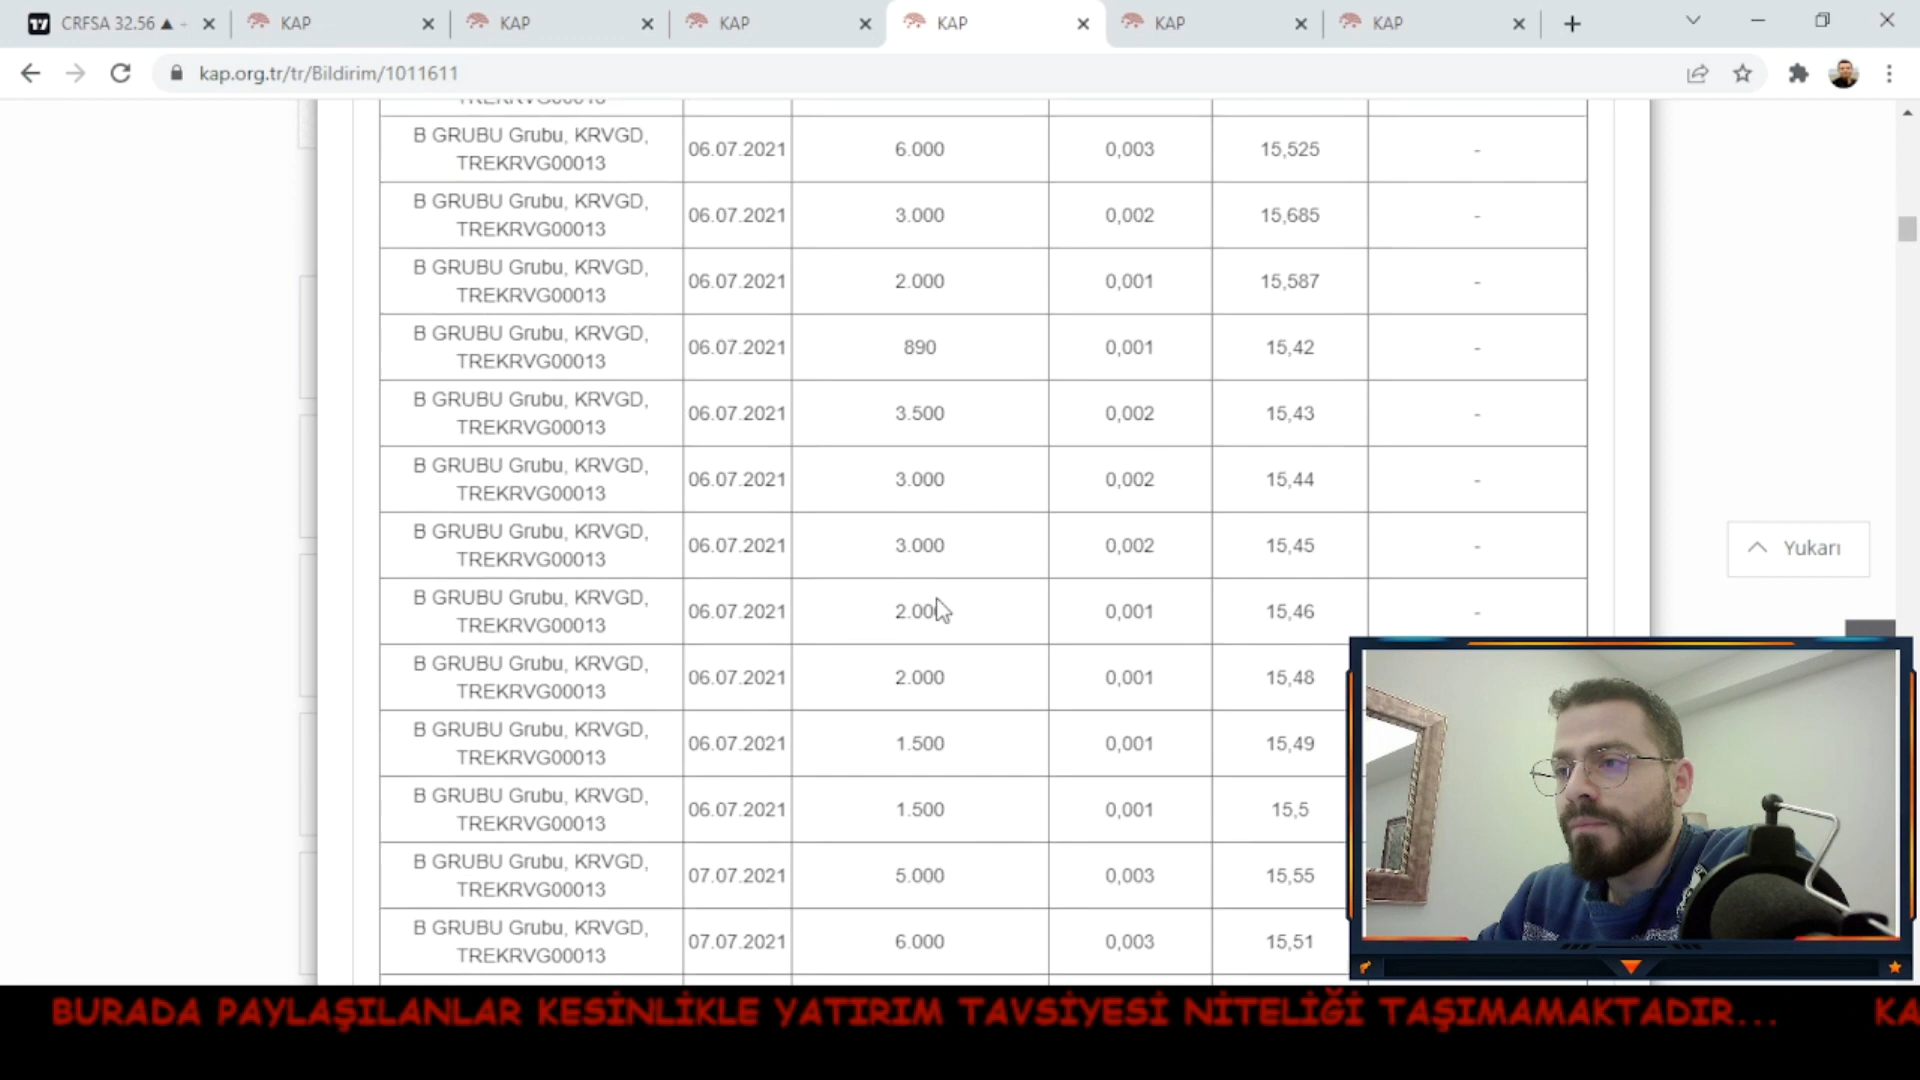 CRFSA 32.56 ▲
KAP
KAP
KAP
KAP
KAP
KAP
kap.org.tr/tr/Bildirim/1011611
TREKRVG00013
B GRUBU Grubu, KRVGD, TREKRVG00013 06.07.2021 6.000 0,003 15,525 -
B GRUBU Grubu, KRVGD, TREKRVG00013 06.07.2021 3.000 0,002 15,685 -
B GRUBU Grubu, KRVGD, TREKRVG00013 06.07.2021 2.000 0,001 15,587 -
B GRUBU Grubu, KRVGD, TREKRVG00013 06.07.2021 890 0,001 15,42 -
B GRUBU Grubu, KRVGD, TREKRVG00013 06.07.2021 3.500 0,002 15,43 -
B GRUBU Grubu, KRVGD, TREKRVG00013 06.07.2021 3.000 0,002 15,44 -
B GRUBU Grubu, KRVGD, TREKRVG00013 06.07.2021 3.000 0,002 15,45 -
B GRUBU Grubu, KRVGD, TREKRVG00013 06.07.2021 2.000 0,001 15,46 -
B GRUBU Grubu, KRVGD, TREKRVG00013 06.07.2021 2.000 0,001 15,48
B GRUBU Grubu, KRVGD, TREKRVG00013 06.07.2021 1.500 0,001 15,49
B GRUBU Grubu, KRVGD, TREKRVG00013 06.07.2021 1.500 0,001 15,5
B GRUBU Grubu, KRVGD, TREKRVG00013 07.07.2021 5.000 0,003 15,55
B GRUBU Grubu, KRVGD, TREKRVG00013 07.07.2021 6.000 0,003 15,51
Yukarı
BURADA PAYLAŞILANLAR KESİNLİKLE YATIRIM TAVSİYESİ NİTELİĞİ TAŞIMAMAKTADIR... KA